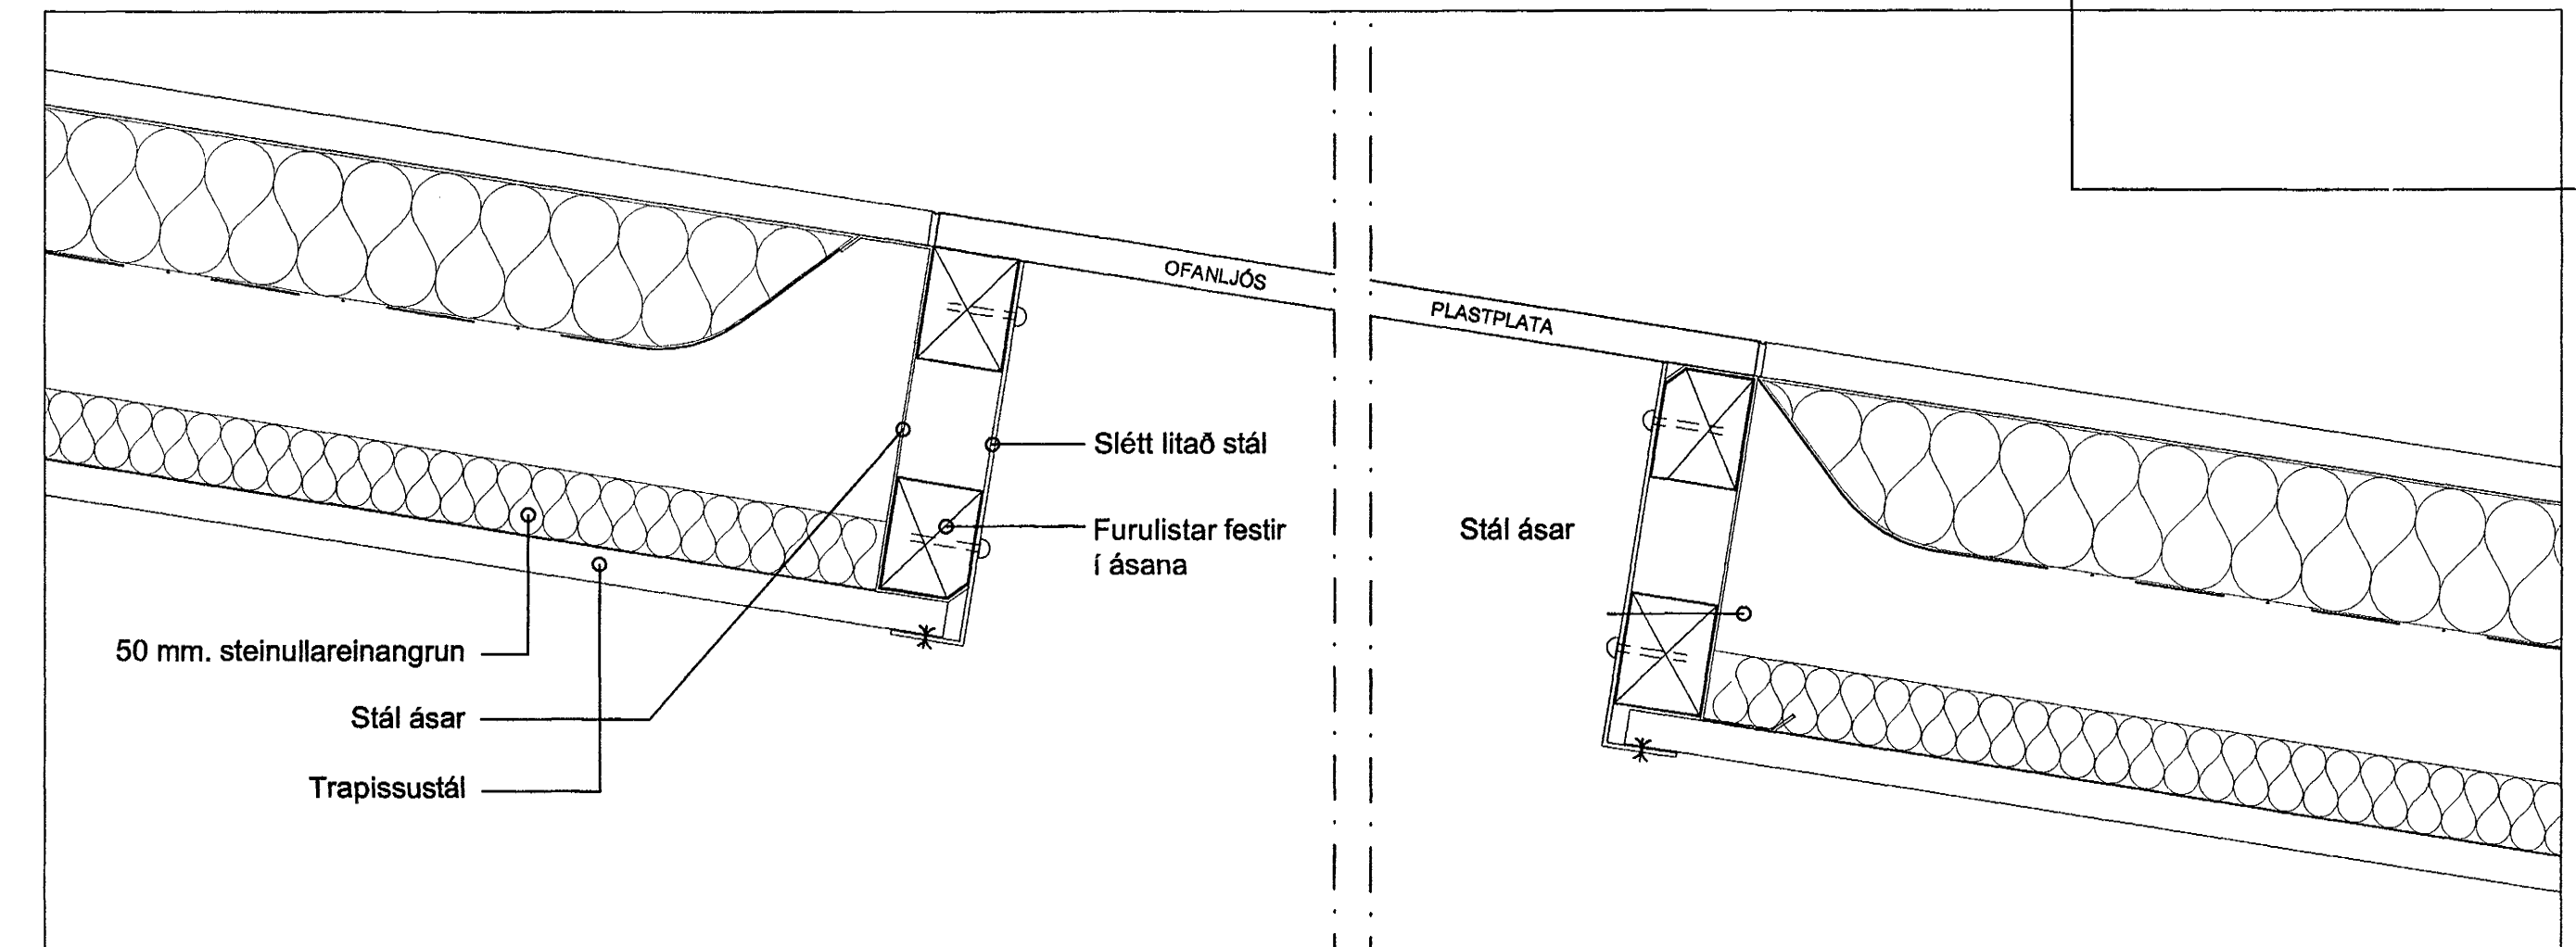 OFANLJÓS
PLASTPLATA
Slétt litað stál
Furulistar festir
í ásana
Stál ásar
50 mm. steinullareinangrun
Stál ásar
Trapissustál